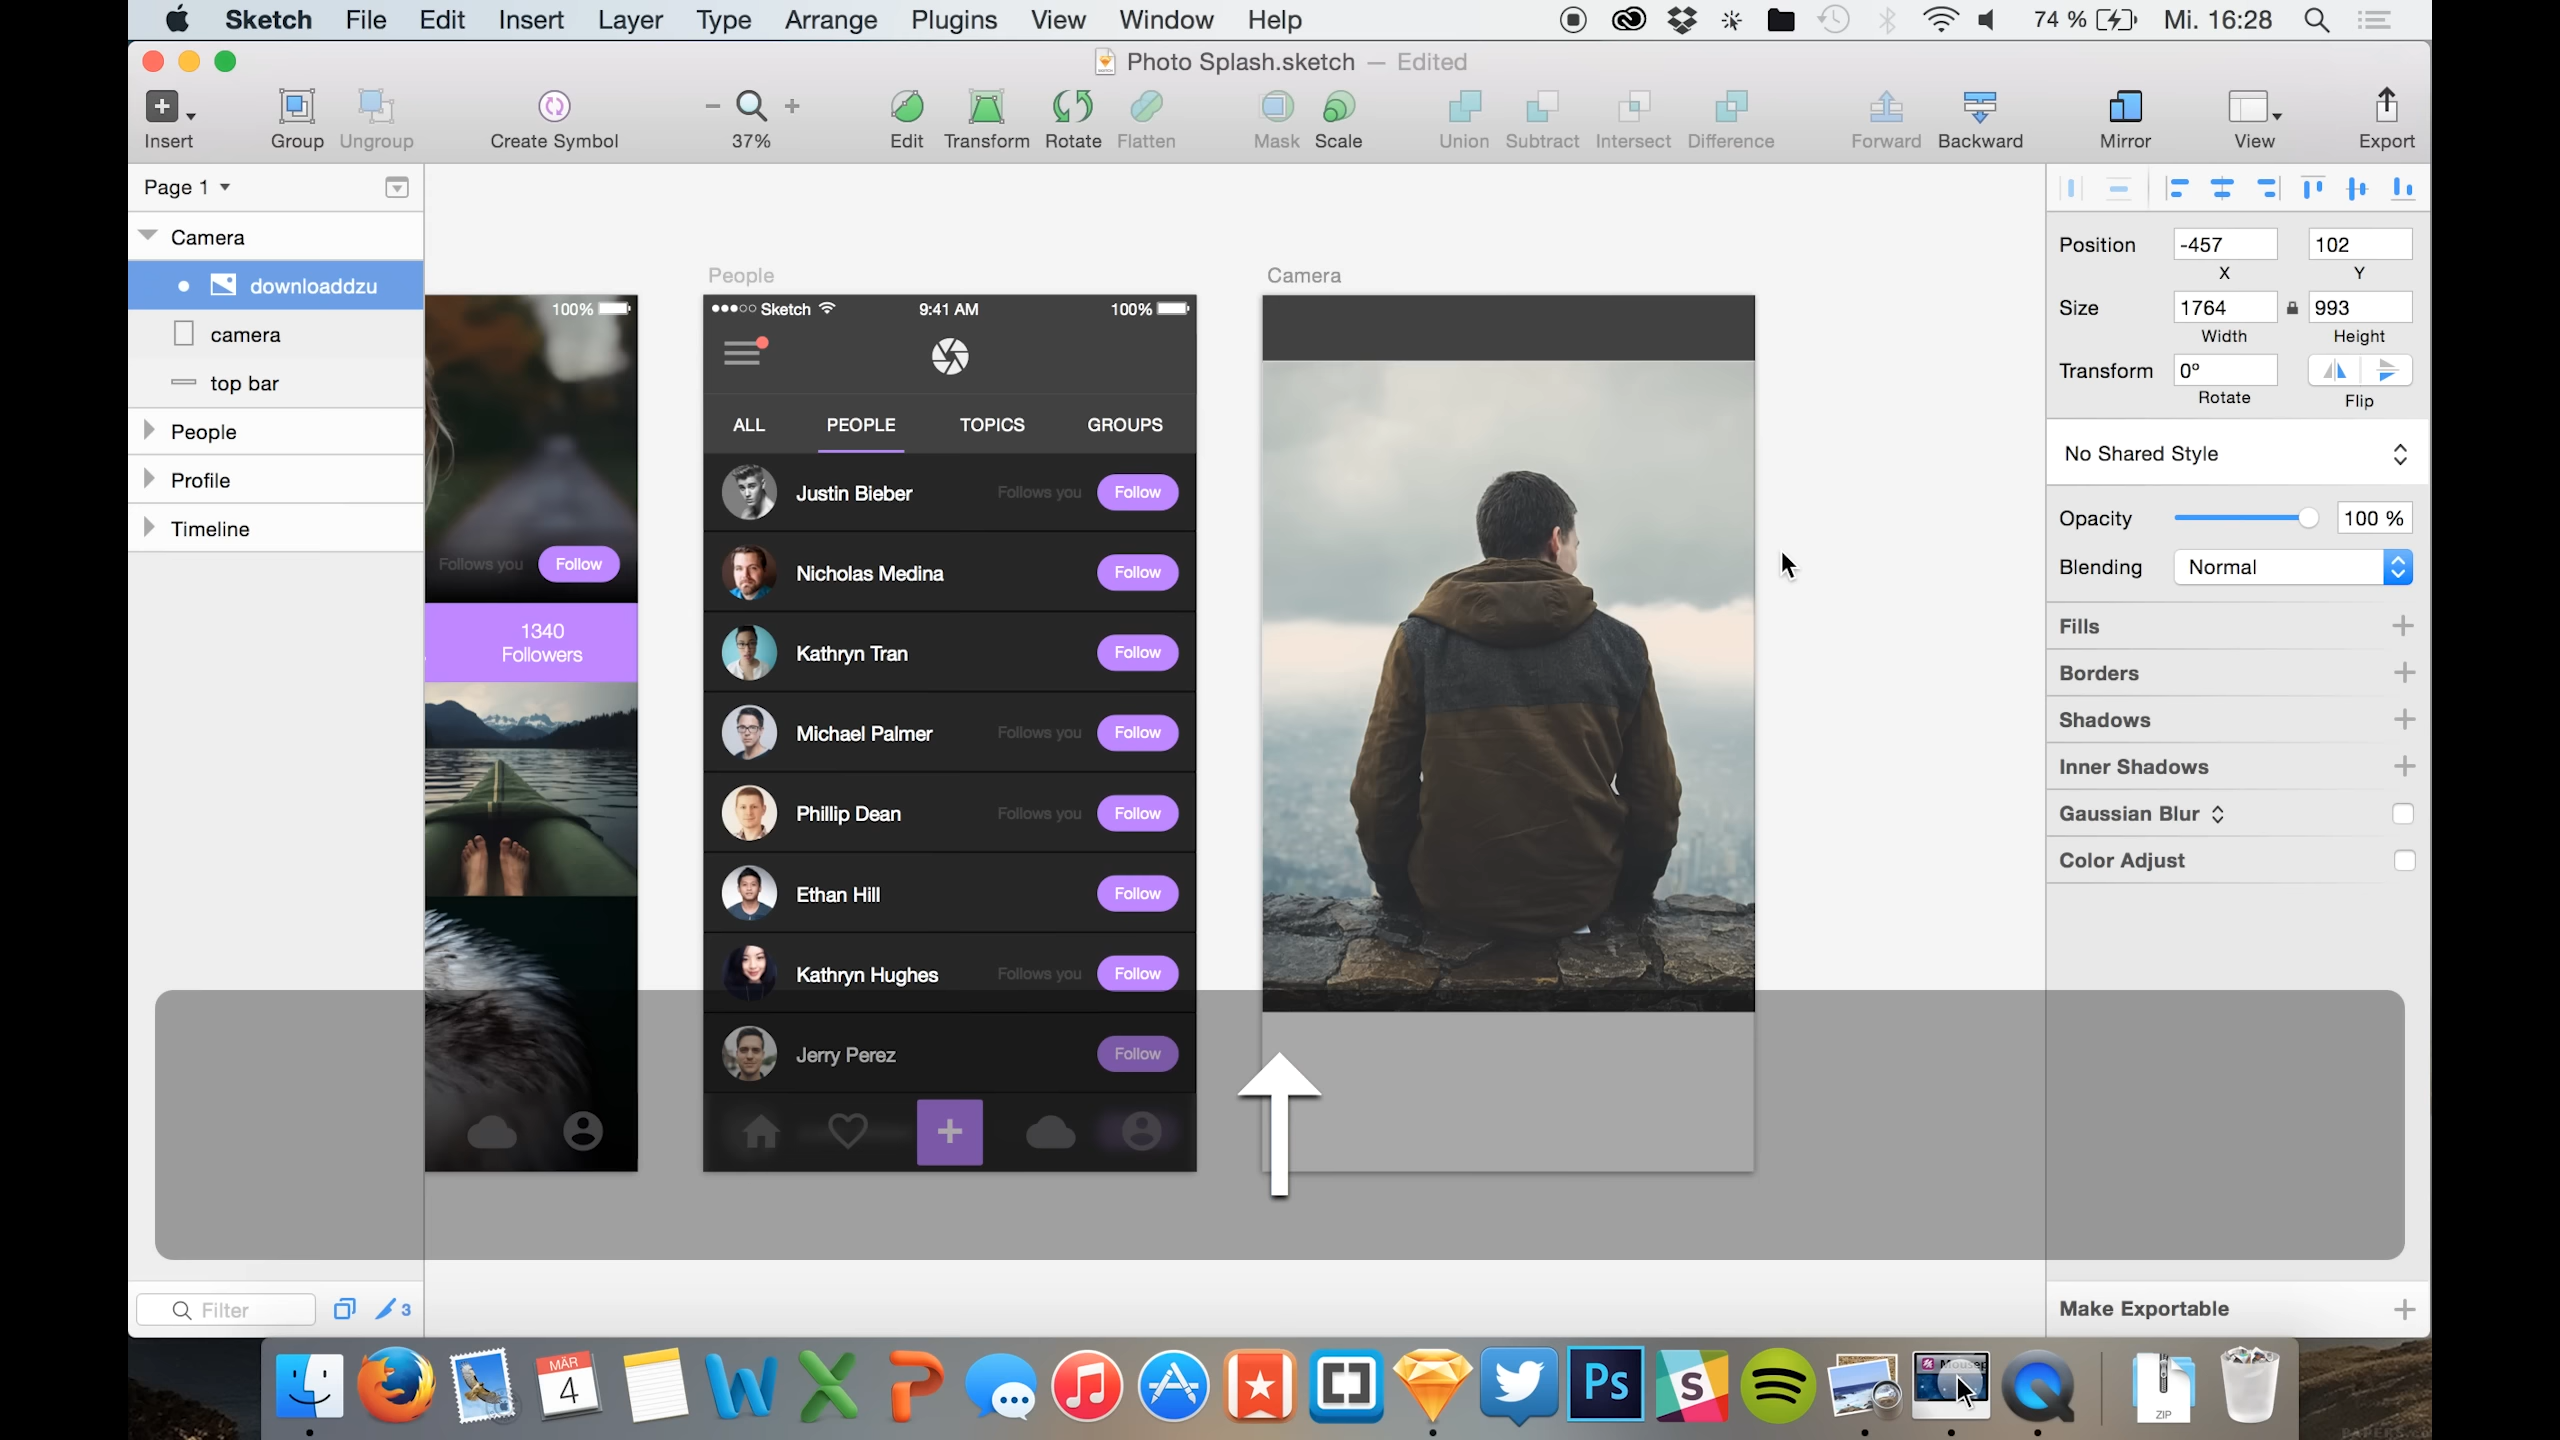 Sketch File Edit Insert Layer Type Arrange Plugins View Window Help 74 % Mi. 16:28
Photo Splash.sketch — Edited
Insert Group Ungroup Create Symbol 37% Edit Transform Rotate Flatten Mask Scale Union Subtract Intersect Difference Forward Backward Mirror View Export
Page 1
Camera
downloaddzu
camera
top bar
People
Profile
Timeline
Filter
3
100%
Follows you Follow
1340
Followers
People
Sketch 9:41 AM 100%
ALL PEOPLE TOPICS GROUPS
Justin Bieber Follows you Follow
Nicholas Medina Follow
Kathryn Tran Follow
Michael Palmer Follows you Follow
Phillip Dean Follows you Follow
Ethan Hill Follow
Kathryn Hughes Follows you Follow
Jerry Perez Follow
Camera
Position -457 102
X Y
Size 1764 993
Width Height
Transform 0º
Rotate Flip
No Shared Style
Opacity 100 %
Blending Normal
Fills
Borders
Shadows
Inner Shadows
Gaussian Blur
Color Adjust
Make Exportable
MÄR
4
Ps
S
ZIP